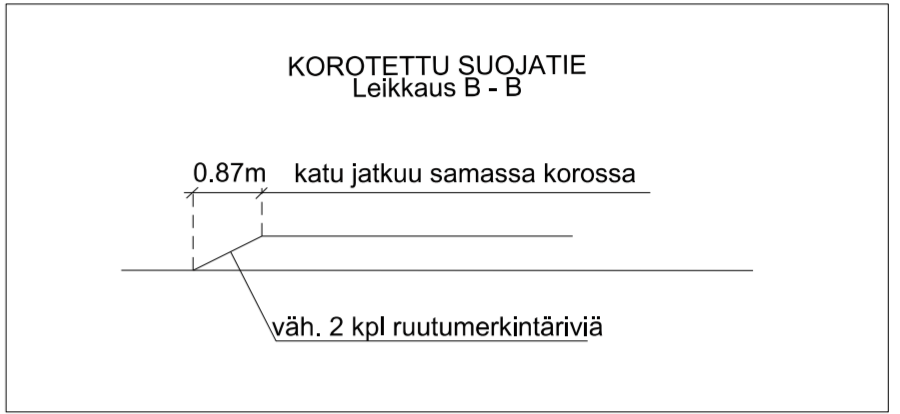 KOROTETTU SUOJATIE
Leikkaus B - B
0.87m katu jatkuu samassa korossa
väh. 2 kpl ruutumerkintäriviä